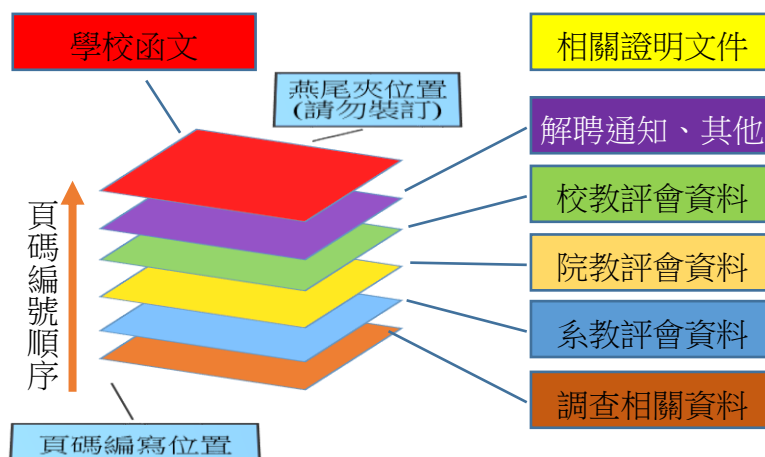 學校函文
相關證明文件
燕尾夾位置
(請勿裝訂)
解聘通知、其他
校教評會資料
院教評會資料
系教評會資料
調查相關資料
頁碼編號順序
頁碼編寫位置